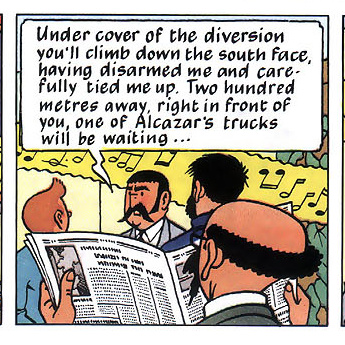 Under cover of the diversion
you'll climb down the south face,
having disarmed me and care-
fully tied me up. Two hundred
metres away, right in front of
you, one of Alcazar's trucks
will be waiting...